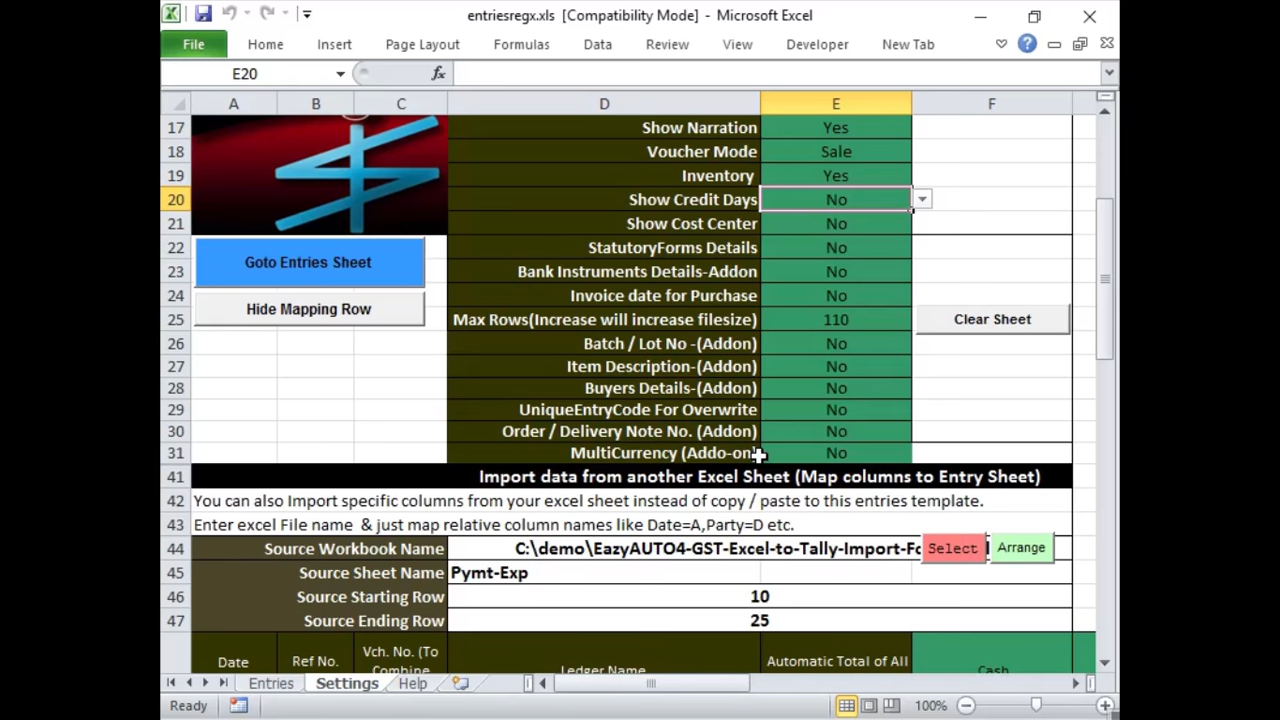 entriesregx.xls [Compatibility Mode] - Microsoft Excel
File Home Insert Page Layout Formulas Data Review View Developer New Tab
E20 fx
A B C D E F
17 Show Narration Yes
18 Voucher Mode Sale
19 Inventory Yes
20 Show Credit Days No
21 Show Cost Center No
22 StatutoryForms Details No
Goto Entries Sheet
23 Bank Instruments Details-Addon No
24 Invoice date for Purchase No
Hide Mapping Row
25 Max Rows(Increase will increase filesize) 110 Clear Sheet
26 Batch / Lot No -(Addon) No
27 Item Description-(Addon) No
28 Buyers Details-(Addon) No
29 UniqueEntryCode For Overwrite No
30 Order / Delivery Note No. (Addon) No
31 MultiCurrency (Addo-on No
41 Import data from another Excel Sheet (Map columns to Entry Sheet)
42 You can also Import specific columns from your excel sheet instead of copy / paste to this entries template.
43 Enter excel File name & just map relative column names like Date=A,Party=D etc.
44 Source Workbook Name C:\demo\EazyAUTO4-GST-Excel-to-Tally-Import-Fo Select Arrange
45 Source Sheet Name Pymt-Exp
46 Source Starting Row 10
47 Source Ending Row 25
Date Ref No. Vch. No. (To Combine Ledger Name Automatic Total of All Cash
Entries Settings Help
Ready 100%